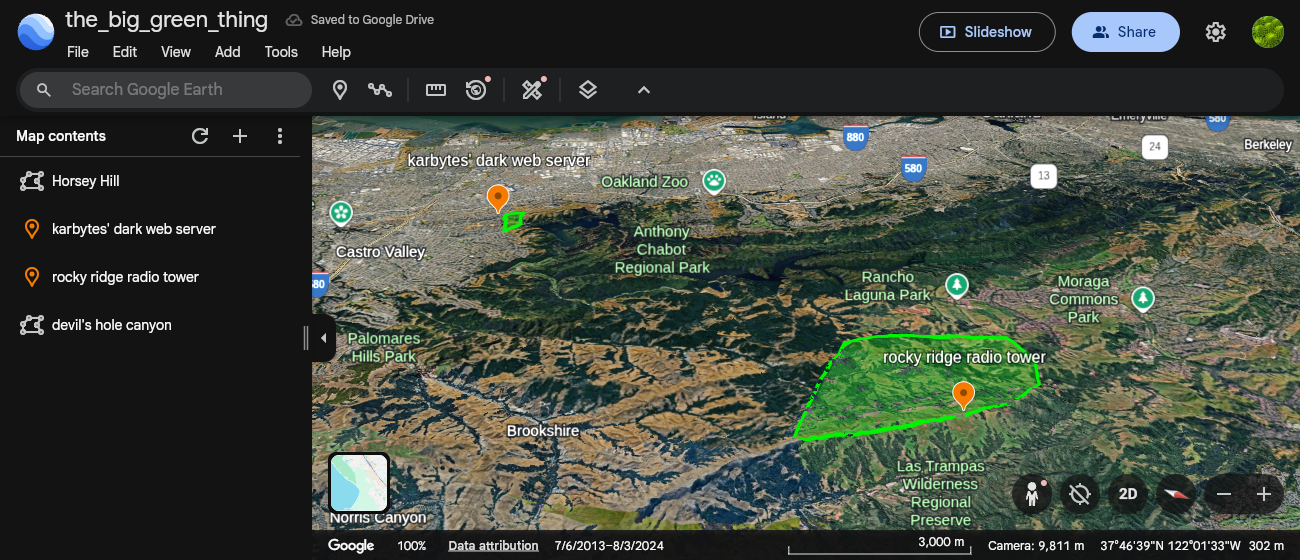 the_big_green_thing
Saved to Google Drive
File Edit View Add Tools Help
Slideshow
Share
Search Google Earth
Map contents
Horsey Hill
karbytes' dark web server
rocky ridge radio tower
devil's hole canyon
Island
880
580
Emeryville
580
24
13
Berkeley
karbytes' dark web server
Oakland Zoo
Castro Valley
580
Anthony
Chabot
Regional Park
Rancho
Laguna Park
Moraga
Commons
Park
Palomares
Hills Park
rocky ridge radio tower
Brookshire
Las Trampas
Wilderness
Regional
Preserve
Norris Canyon
2D
Google 100% Data attribution 7/6/2013–8/3/2024
3,000 m
Camera: 9,811 m 37°46'39"N 122°01'33"W 302 m